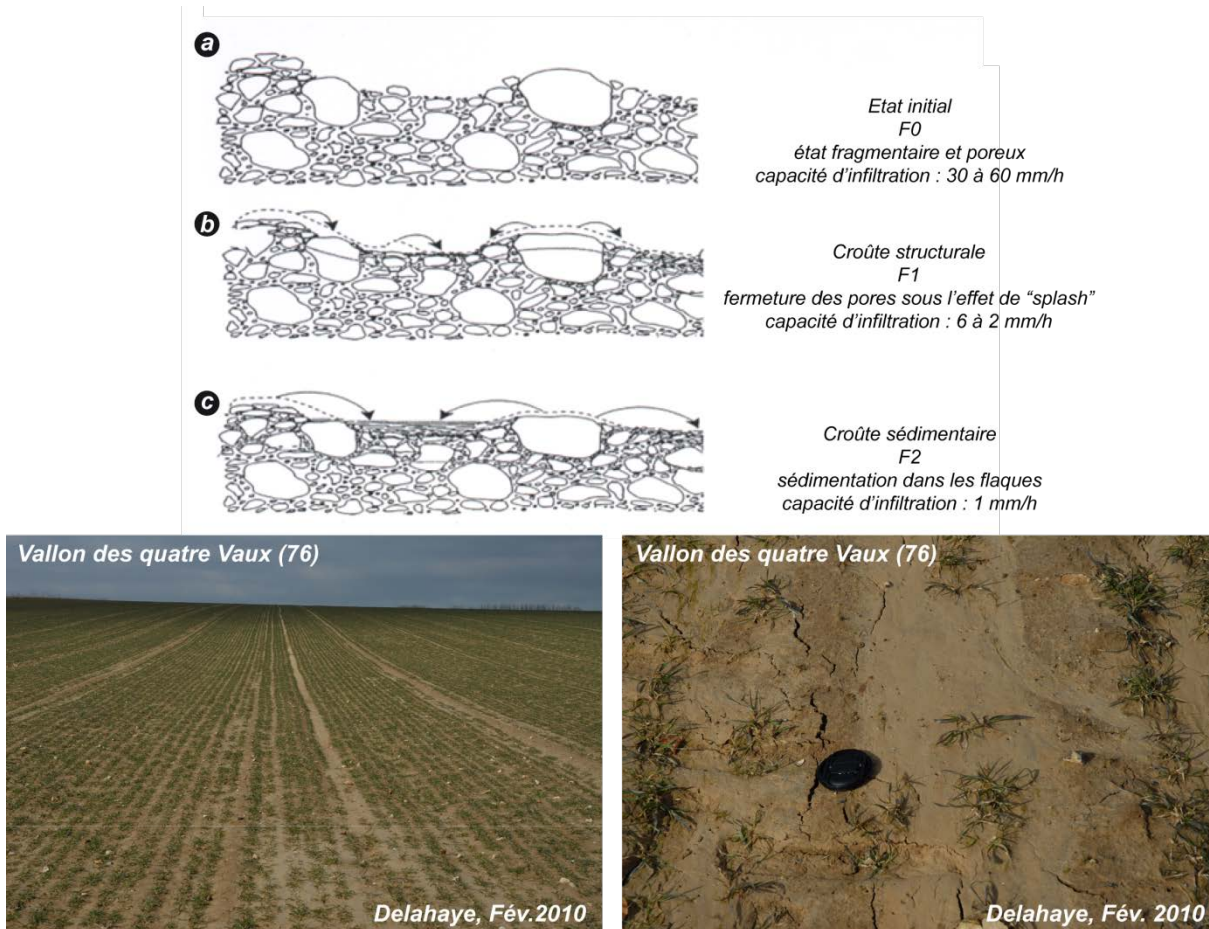 a
Etat initial
F0
état fragmentaire et poreux
capacité d'infiltration : 30 à 60 mm/h
b
Croûte structurale
F1
fermeture des pores sous l'effet de “splash”
capacité d'infiltration : 6 à 2 mm/h
c
Croûte sédimentaire
F2
sédimentation dans les flaques
capacité d'infiltration : 1 mm/h
Vallon des quatre Vaux (76)
Delahaye, Fév.2010
Vallon des quatre Vaux (76)
Delahaye, Fév. 2010